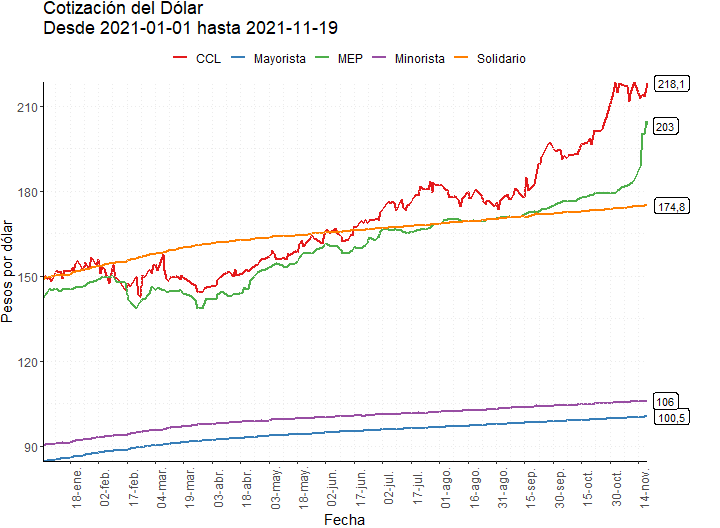 Cotización del Dólar
Desde 2021-01-01 hasta 2021-11-19
CCL Mayorista MEP Minorista Solidario
Pesos por dólar
210
180
150
120
90
218,1
203
174,8
106
100,5
18-ene.
02-feb.
17-feb.
04-mar.
19-mar.
03-abr.
18-abr.
03-may.
18-may.
02-jun.
17-jun.
02-jul.
17-jul.
01-ago.
16-ago.
31-ago.
15-sep.
30-sep.
15-oct.
30-oct.
14-nov.
Fecha